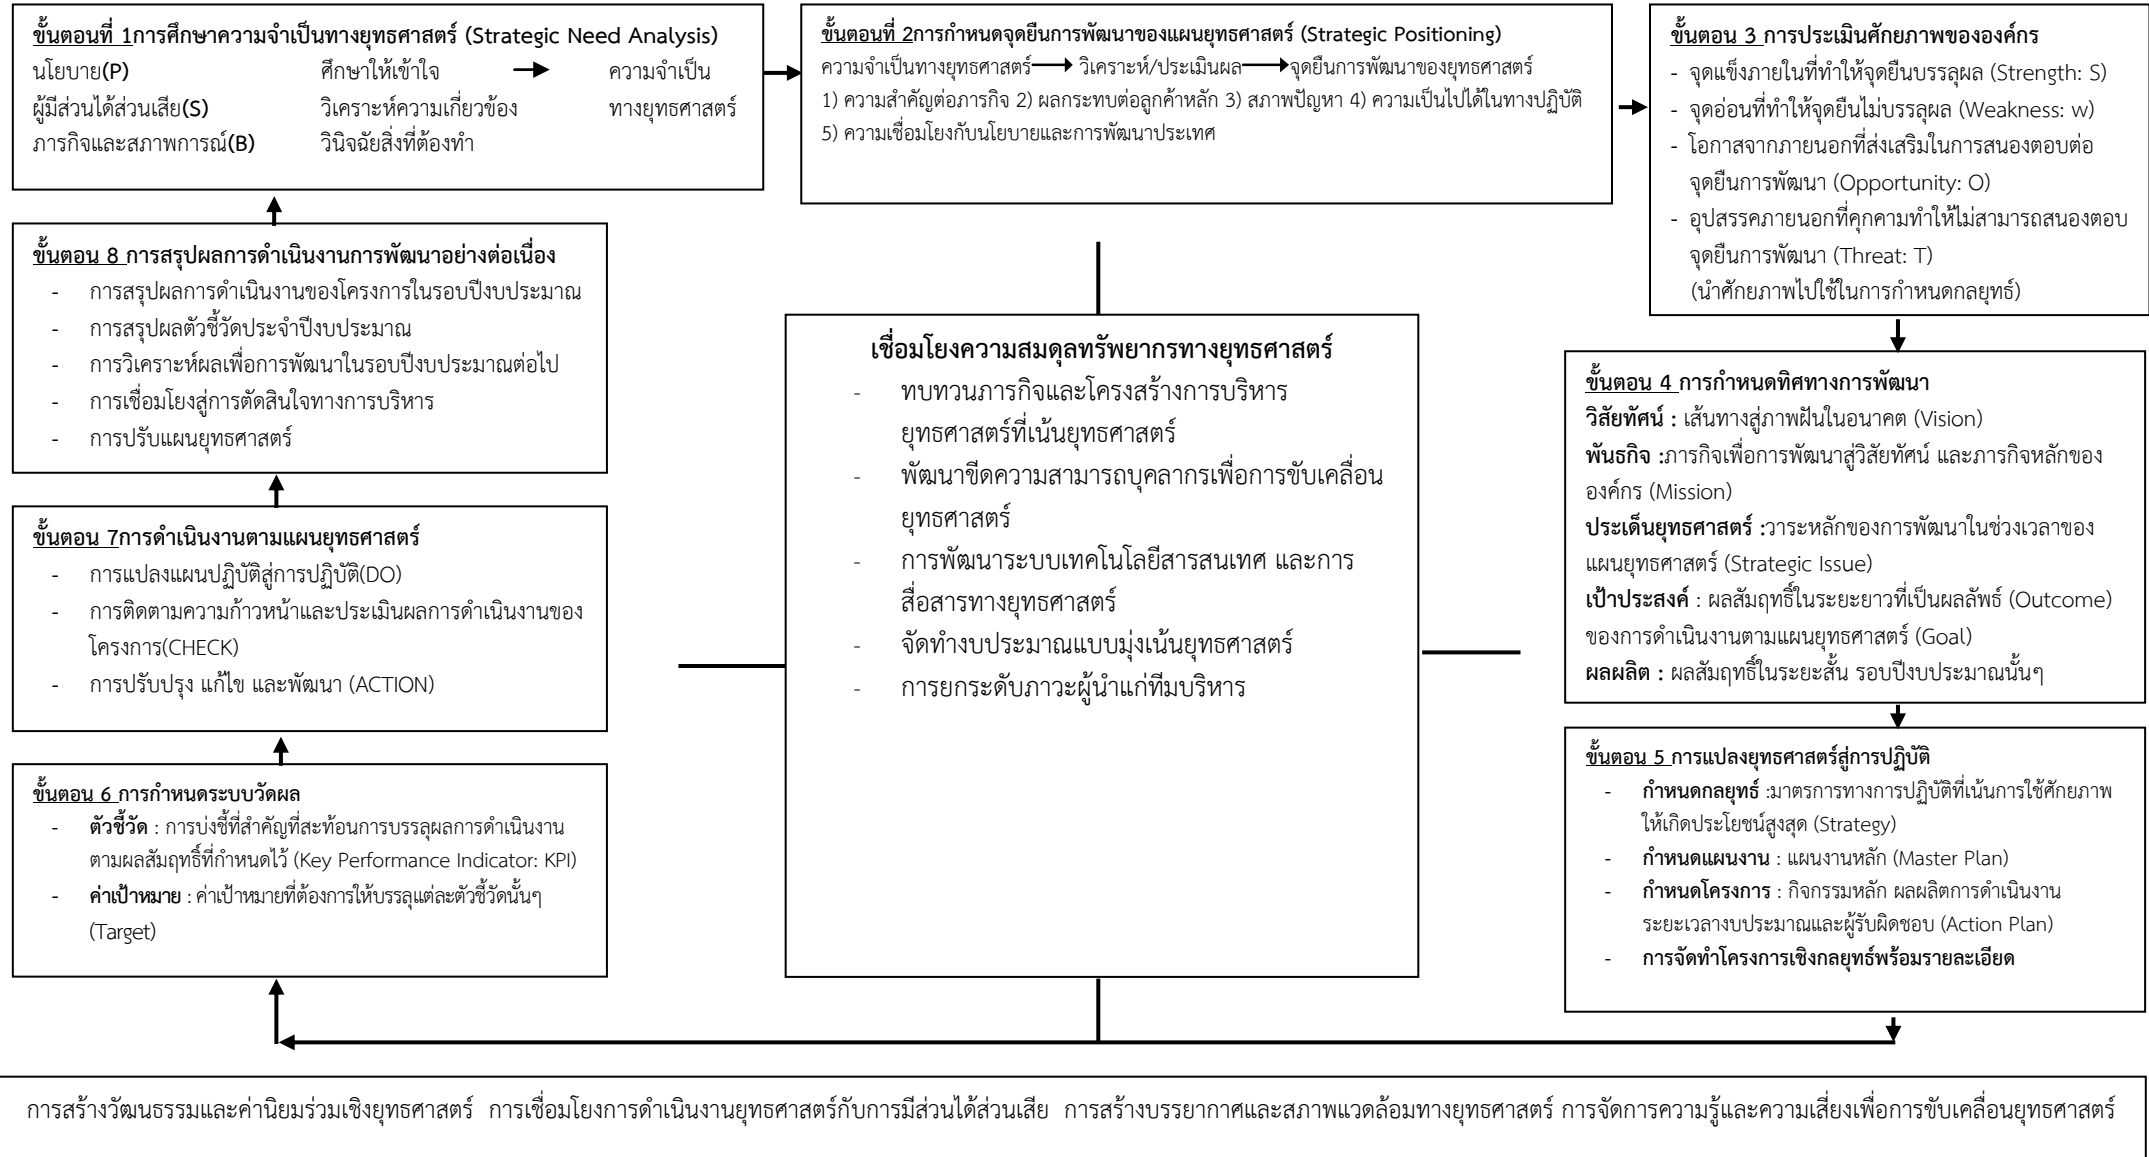 ขั้นตอนที่ 1การศึกษาความจำเป็นทางยุทธศาสตร์ (Strategic Need Analysis)
นโยบาย(P) ศึกษาให้เข้าใจ ความจำเป็น
ผู้มีส่วนได้ส่วนเสีย(S) วิเคราะห์ความเกี่ยวข้อง ทางยุทธศาสตร์
ภารกิจและสภาพการณ์(B) วินิจฉัยสิ่งที่ต้องทำ
ขั้นตอนที่ 2การกำหนดจุดยืนการพัฒนาของแผนยุทธศาสตร์ (Strategic Positioning)
ความจำเป็นทางยุทธศาสตร์ วิเคราะห์/ประเมินผล จุดยืนการพัฒนาของยุทธศาสตร์
1) ความสำคัญต่อภารกิจ 2) ผลกระทบต่อลูกค้าหลัก 3) สภาพปัญหา 4) ความเป็นไปได้ในทางปฏิบัติ
5) ความเชื่อมโยงกับนโยบายและการพัฒนาประเทศ
ขั้นตอน 3 การประเมินศักยภาพขององค์กร
- จุดแข็งภายในที่ทำให้จุดยืนบรรลุผล (Strength: S)
- จุดอ่อนที่ทำให้จุดยืนไม่บรรลุผล (Weakness: w)
- โอกาสจากภายนอกที่ส่งเสริมในการสนองตอบต่อ
จุดยืนการพัฒนา (Opportunity: O)
- อุปสรรคภายนอกที่คุกคามทำให้ไม่สามารถสนองตอบ
จุดยืนการพัฒนา (Threat: T)
(นำศักยภาพไปใช้ในการกำหนดกลยุทธ์)
ขั้นตอน 4 การกำหนดทิศทางการพัฒนา
วิสัยทัศน์ : เส้นทางสู่ภาพฝันในอนาคต (Vision)
พันธกิจ :ภารกิจเพื่อการพัฒนาสู่วิสัยทัศน์ และภารกิจหลักของ
องค์กร (Mission)
ประเด็นยุทธศาสตร์ :วาระหลักของการพัฒนาในช่วงเวลาของ
แผนยุทธศาสตร์ (Strategic Issue)
เป้าประสงค์ : ผลสัมฤทธิ์ในระยะยาวที่เป็นผลลัพธ์ (Outcome)
ของการดำเนินงานตามแผนยุทธศาสตร์ (Goal)
ผลผลิต : ผลสัมฤทธิ์ในระยะสั้น รอบปีงบประมาณนั้นๆ
ขั้นตอน 5 การแปลงยุทธศาสตร์สู่การปฏิบัติ
- กำหนดกลยุทธ์ :มาตรการทางการปฏิบัติที่เน้นการใช้ศักยภาพ
ให้เกิดประโยชน์สูงสุด (Strategy)
- กำหนดแผนงาน : แผนงานหลัก (Master Plan)
- กำหนดโครงการ : กิจกรรมหลัก ผลผลิตการดำเนินงาน
ระยะเวลางบประมาณและผู้รับผิดชอบ (Action Plan)
- การจัดทำโครงการเชิงกลยุทธ์พร้อมรายละเอียด
ขั้นตอน 6 การกำหนดระบบวัดผล
- ตัวชี้วัด : การบ่งชี้ที่สำคัญที่สะท้อนการบรรลุผลการดำเนินงาน
ตามผลสัมฤทธิ์ที่กำหนดไว้ (Key Performance Indicator: KPI)
- ค่าเป้าหมาย : ค่าเป้าหมายที่ต้องการให้บรรลุแต่ละตัวชี้วัดนั้นๆ
(Target)
ขั้นตอน 7การดำเนินงานตามแผนยุทธศาสตร์
- การแปลงแผนปฏิบัติสู่การปฏิบัติ(DO)
- การติดตามความก้าวหน้าและประเมินผลการดำเนินงานของ
โครงการ(CHECK)
- การปรับปรุง แก้ไข และพัฒนา (ACTION)
ขั้นตอน 8 การสรุปผลการดำเนินงานการพัฒนาอย่างต่อเนื่อง
- การสรุปผลการดำเนินงานของโครงการในรอบปีงบประมาณ
- การสรุปผลตัวชี้วัดประจำปีงบประมาณ
- การวิเคราะห์ผลเพื่อการพัฒนาในรอบปีงบประมาณต่อไป
- การเชื่อมโยงสู่การตัดสินใจทางการบริหาร
- การปรับแผนยุทธศาสตร์
เชื่อมโยงความสมดุลทรัพยากรทางยุทธศาสตร์
- ทบทวนภารกิจและโครงสร้างการบริหาร
ยุทธศาสตร์ที่เน้นยุทธศาสตร์
- พัฒนาขีดความสามารถบุคลากรเพื่อการขับเคลื่อน
ยุทธศาสตร์
- การพัฒนาระบบเทคโนโลยีสารสนเทศ และการ
สื่อสารทางยุทธศาสตร์
- จัดทำงบประมาณแบบมุ่งเน้นยุทธศาสตร์
- การยกระดับภาวะผู้นำแก่ทีมบริหาร
การสร้างวัฒนธรรมและค่านิยมร่วมเชิงยุทธศาสตร์ การเชื่อมโยงการดำเนินงานยุทธศาสตร์กับการมีส่วนได้ส่วนเสีย การสร้างบรรยากาศและสภาพแวดล้อมทางยุทธศาสตร์ การจัดการความรู้และความเสี่ยงเพื่อการขับเคลื่อนยุทธศาสตร์